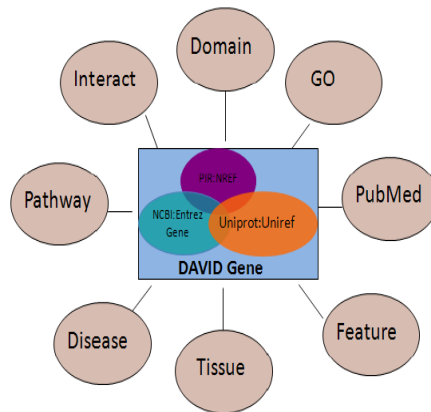 Domain
Interact
GO
PIR:NREF
Pathway
NCBI:Entrez
Gene
Uniprot:Uniref
PubMed
DAVID Gene
Disease
Tissue
Feature